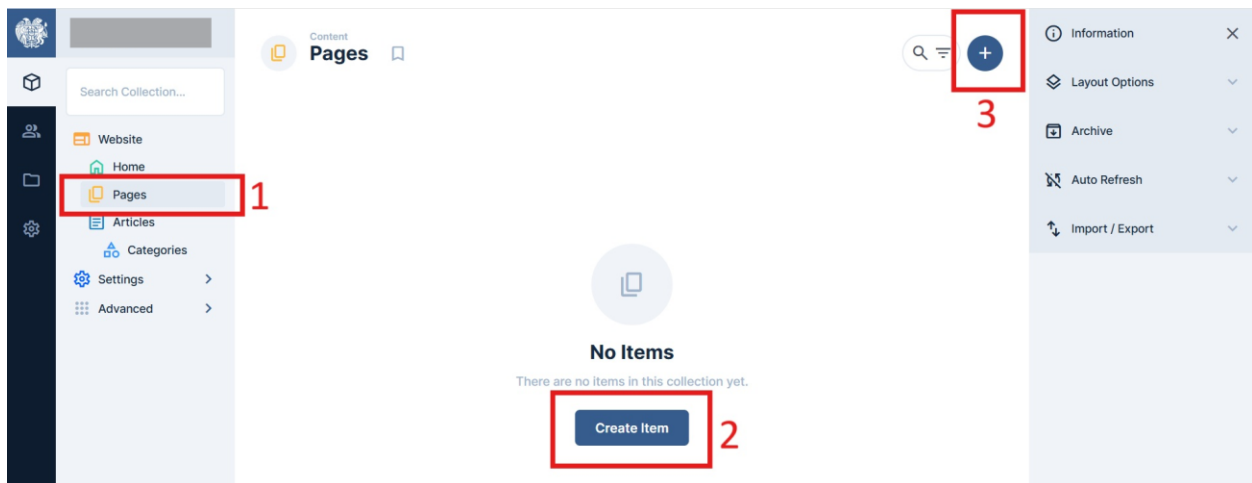 Content
Pages
Search Collection...
Website
Home
Pages
1
Articles
Categories
Settings
Advanced
3
No Items
There are no items in this collection yet.
Create Item
2
Information
Layout Options
Archive
Auto Refresh
Import / Export